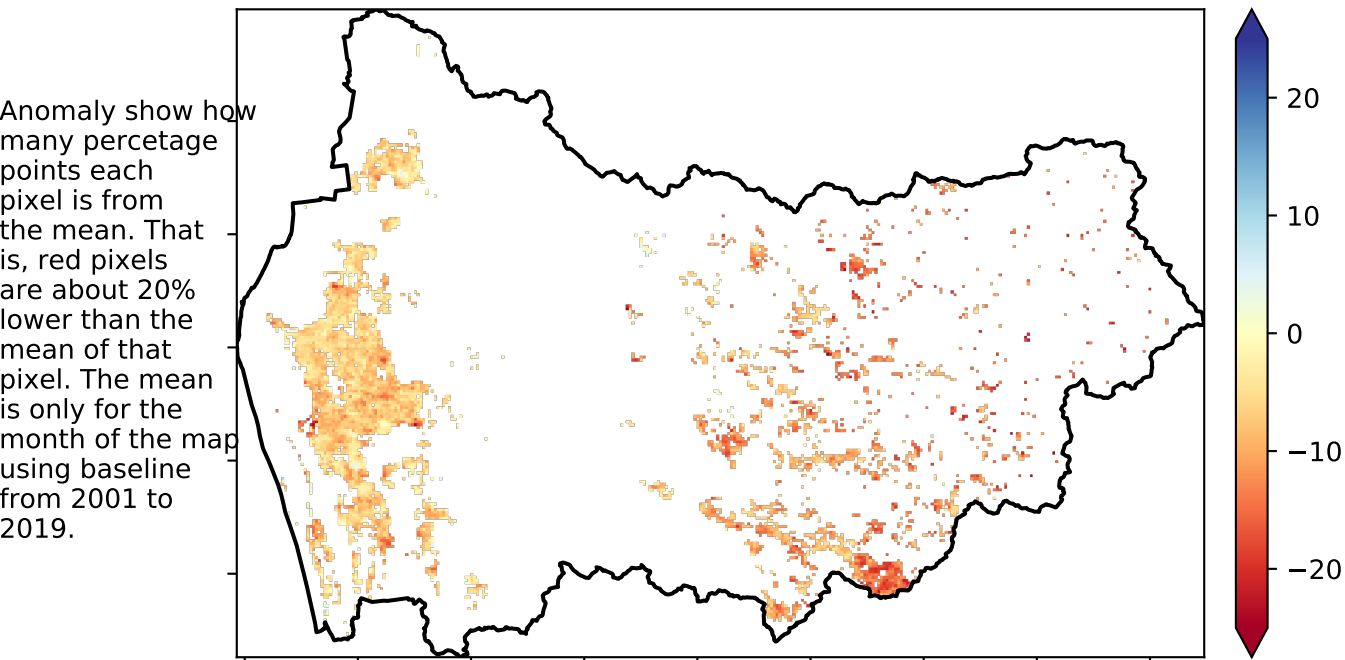 Anomaly show how
many percetage
points each
pixel is from
the mean. That
is, red pixels
are about 20%
lower than the
mean of that
pixel. The mean
is only for the
month of the map
using baseline
from 2001 to
2019.
20
10
0
−10
−20